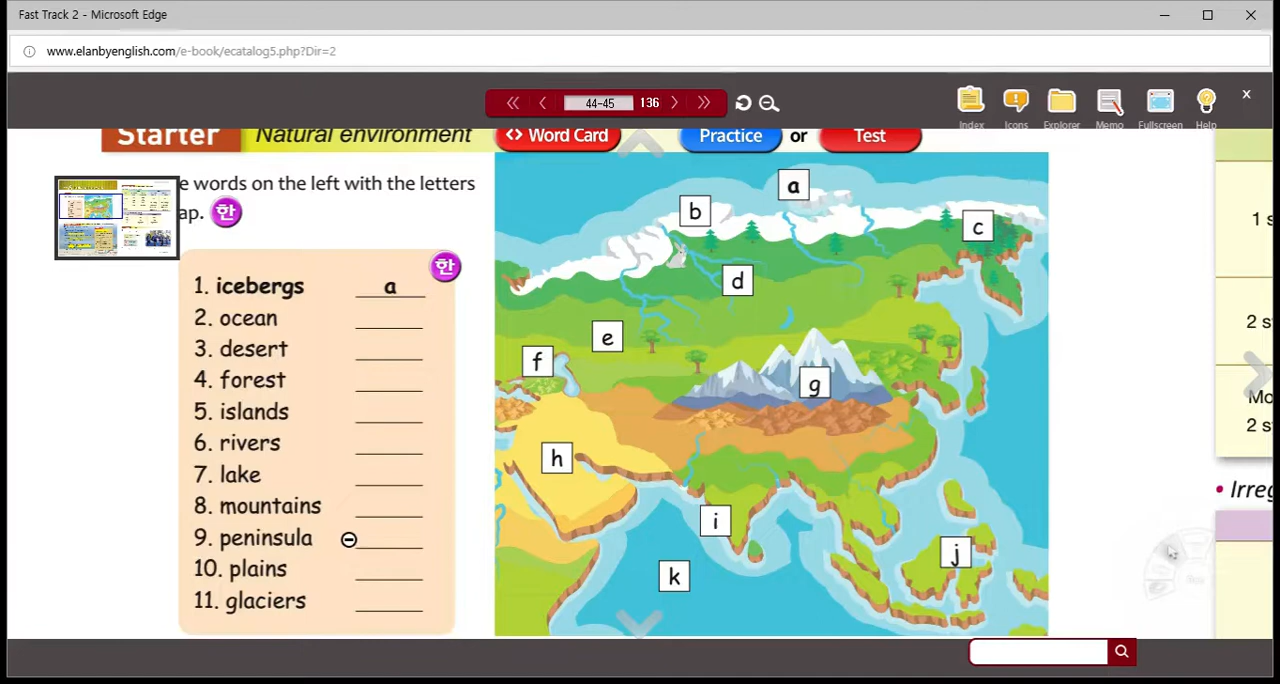 Fast Track 2 - Microsoft Edge
www.elanbyenglish.com/e-book/ecatalog5.php?Dir=2
44-45 136
Index Icons Explorer Memo Fullscreen Help
Starter Natural environment <> Word Card Practice or Test
e words on the left with the letters
ap. 한
한
1. icebergs a
2. ocean
3. desert
4. forest
5. islands
6. rivers
7. lake
8. mountains
9. peninsula
10. plains
11. glaciers
a
b
c
d
e
f
g
h
i
j
k
1 s
2 s
Mo
2 s
• Irreg